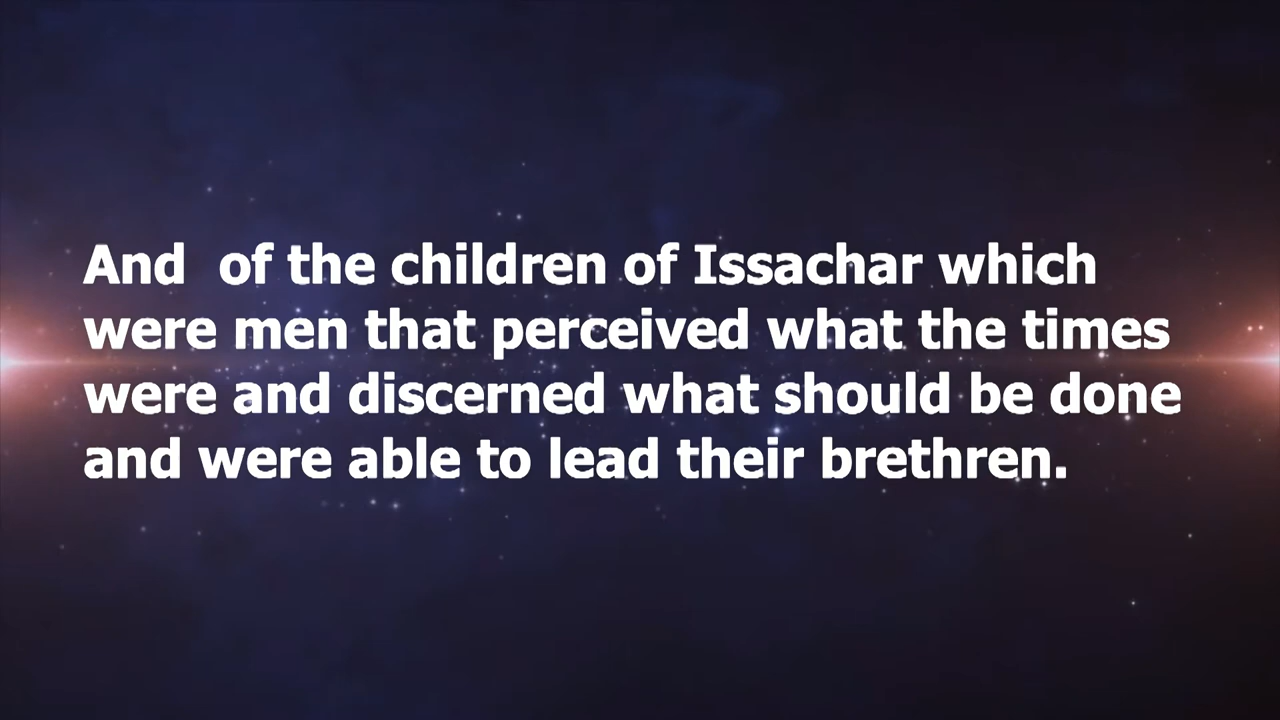 And  of the children of Issachar which
were men that perceived what the times
were and discerned what should be done
and were able to lead their brethren.